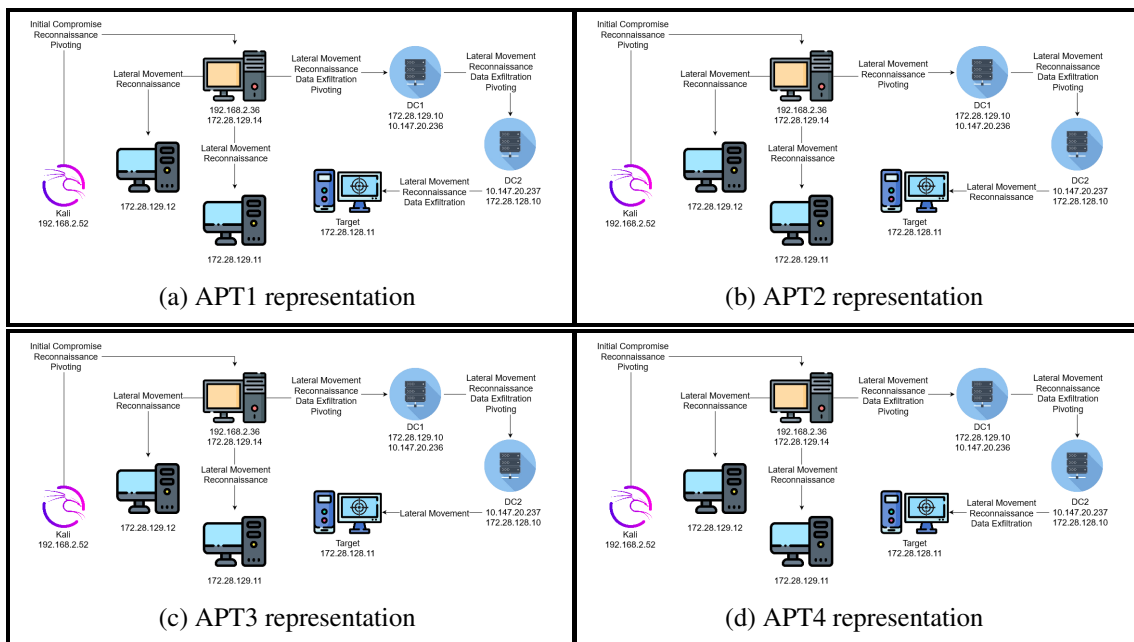 Initial Compromise
Reconnaissance
Pivoting
Lateral Movement
Reconnaissance
192.168.2.36
172.28.129.14
Lateral Movement
Reconnaissance
Data Exfiltration
Pivoting
DC1
172.28.129.10
10.147.20.236
Lateral Movement
Reconnaissance
Data Exfiltration
Pivoting
Kali
192.168.2.52
172.28.129.12
Lateral Movement
Reconnaissance
172.28.129.11
Target
172.28.128.11
Lateral Movement
Reconnaissance
Data Exfiltration
DC2
10.147.20.237
172.28.128.10
(a) APT1 representation
Initial Compromise
Reconnaissance
Pivoting
Lateral Movement
Reconnaissance
192.168.2.36
172.28.129.14
Lateral Movement
Reconnaissance
Pivoting
DC1
172.28.129.10
10.147.20.236
Lateral Movement
Reconnaissance
Data Exfiltration
Pivoting
Kali
192.168.2.52
172.28.129.12
Lateral Movement
Reconnaissance
172.28.129.11
Target
172.28.128.11
Lateral Movement
Reconnaissance
DC2
10.147.20.237
172.28.128.10
(b) APT2 representation
Initial Compromise
Reconnaissance
Pivoting
Lateral Movement
Reconnaissance
192.168.2.36
172.28.129.14
Lateral Movement
Reconnaissance
Data Exfiltration
Pivoting
DC1
172.28.129.10
10.147.20.236
Lateral Movement
Reconnaissance
Data Exfiltration
Pivoting
Kali
192.168.2.52
172.28.129.12
Lateral Movement
Reconnaissance
172.28.129.11
Target
172.28.128.11
Lateral Movement
DC2
10.147.20.237
172.28.128.10
(c) APT3 representation
Initial Compromise
Reconnaissance
Pivoting
Lateral Movement
Reconnaissance
192.168.2.36
172.28.129.14
Lateral Movement
Reconnaissance
Data Exfiltration
Pivoting
DC1
172.28.129.10
10.147.20.236
Lateral Movement
Reconnaissance
Data Exfiltration
Pivoting
Kali
192.168.2.52
172.28.129.12
Lateral Movement
Reconnaissance
172.28.129.11
Target
172.28.128.11
Lateral Movement
Reconnaissance
Data Exfiltration
DC2
10.147.20.237
172.28.128.10
(d) APT4 representation